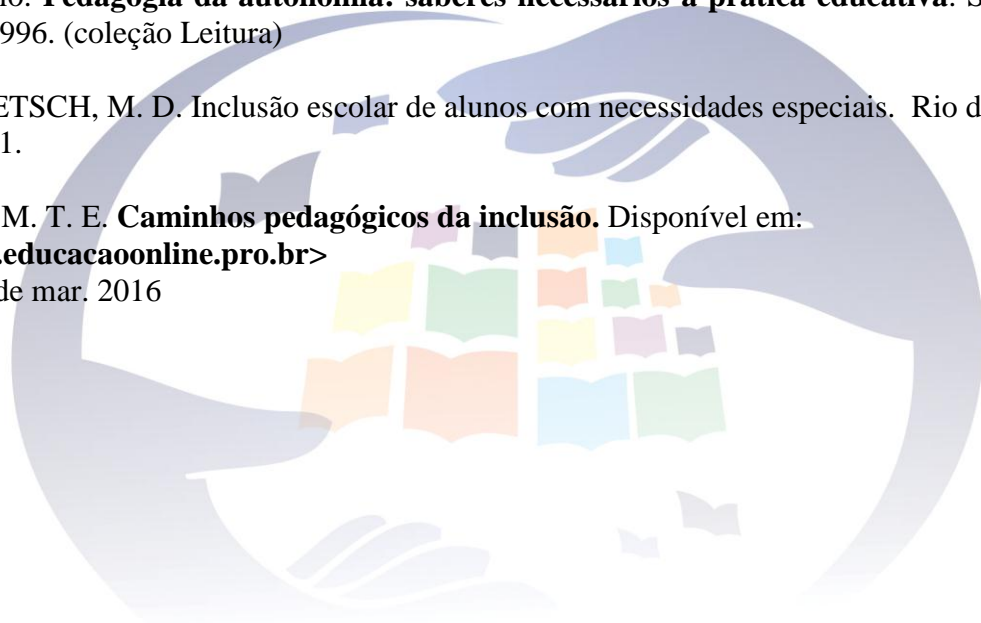 io. Pedagogia da autonomia: saberes necessários à prática educativa. S
996. (coleção Leitura)
ETSCH, M. D. Inclusão escolar de alunos com necessidades especiais. Rio d
1.
M. T. E. Caminhos pedagógicos da inclusão. Disponível em:
.educacaoonline.pro.br>
de mar. 2016